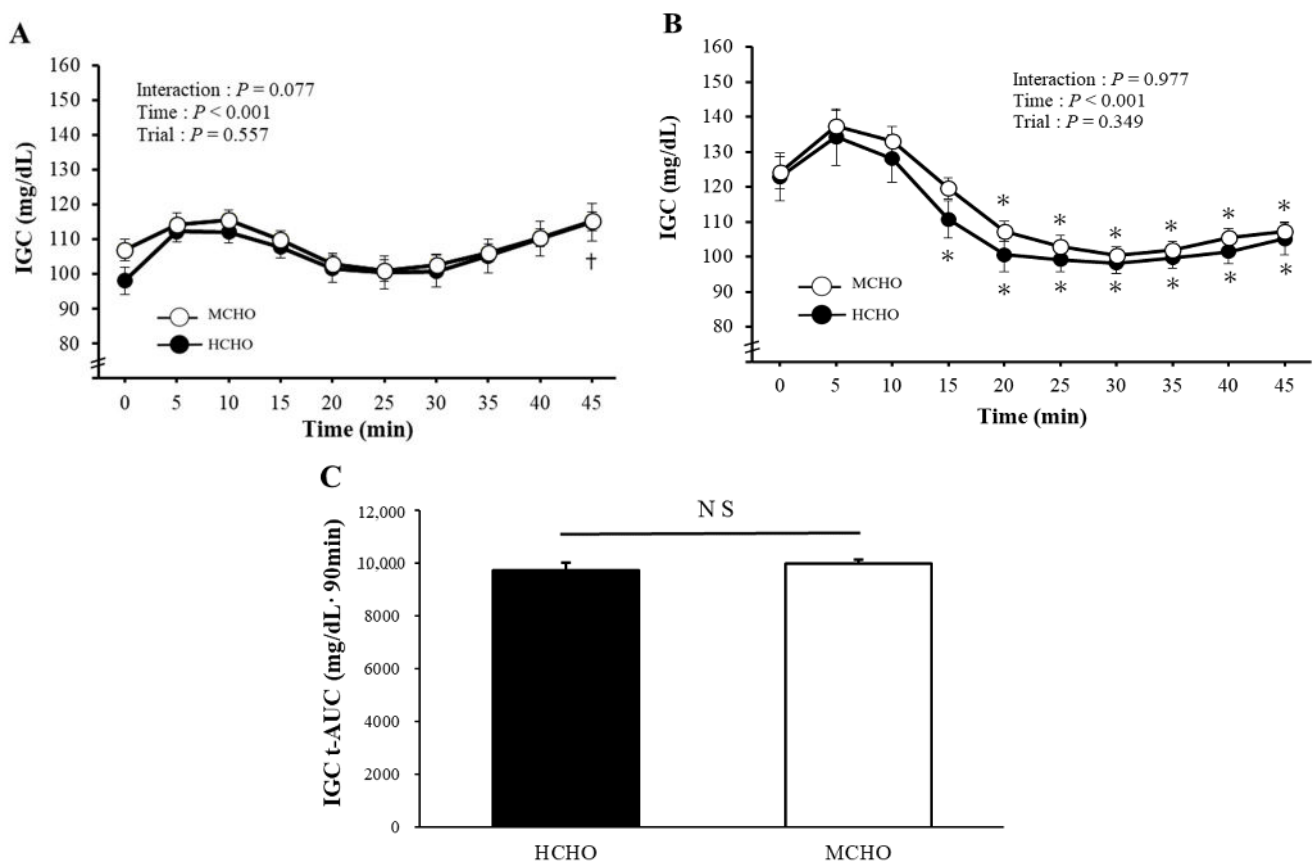 A
IGC (mg/dL)
160
150
140
130
120
110
100
90
80
Interaction : P = 0.077
Time : P < 0.001
Trial : P = 0.557
†
MCHO
HCHO
0 5 10 15 20 25 30 35 40 45
Time (min)
B
IGC (mg/dL)
160
150
140
130
120
110
100
90
80
Interaction : P = 0.977
Time : P < 0.001
Trial : P = 0.349
* * * * * *
* * * * * * *
MCHO
HCHO
0 5 10 15 20 25 30 35 40 45
Time (min)
C
IGC t-AUC (mg/dL· 90min)
12,000
10,000
8000
6000
4000
2000
0
N S
HCHO MCHO